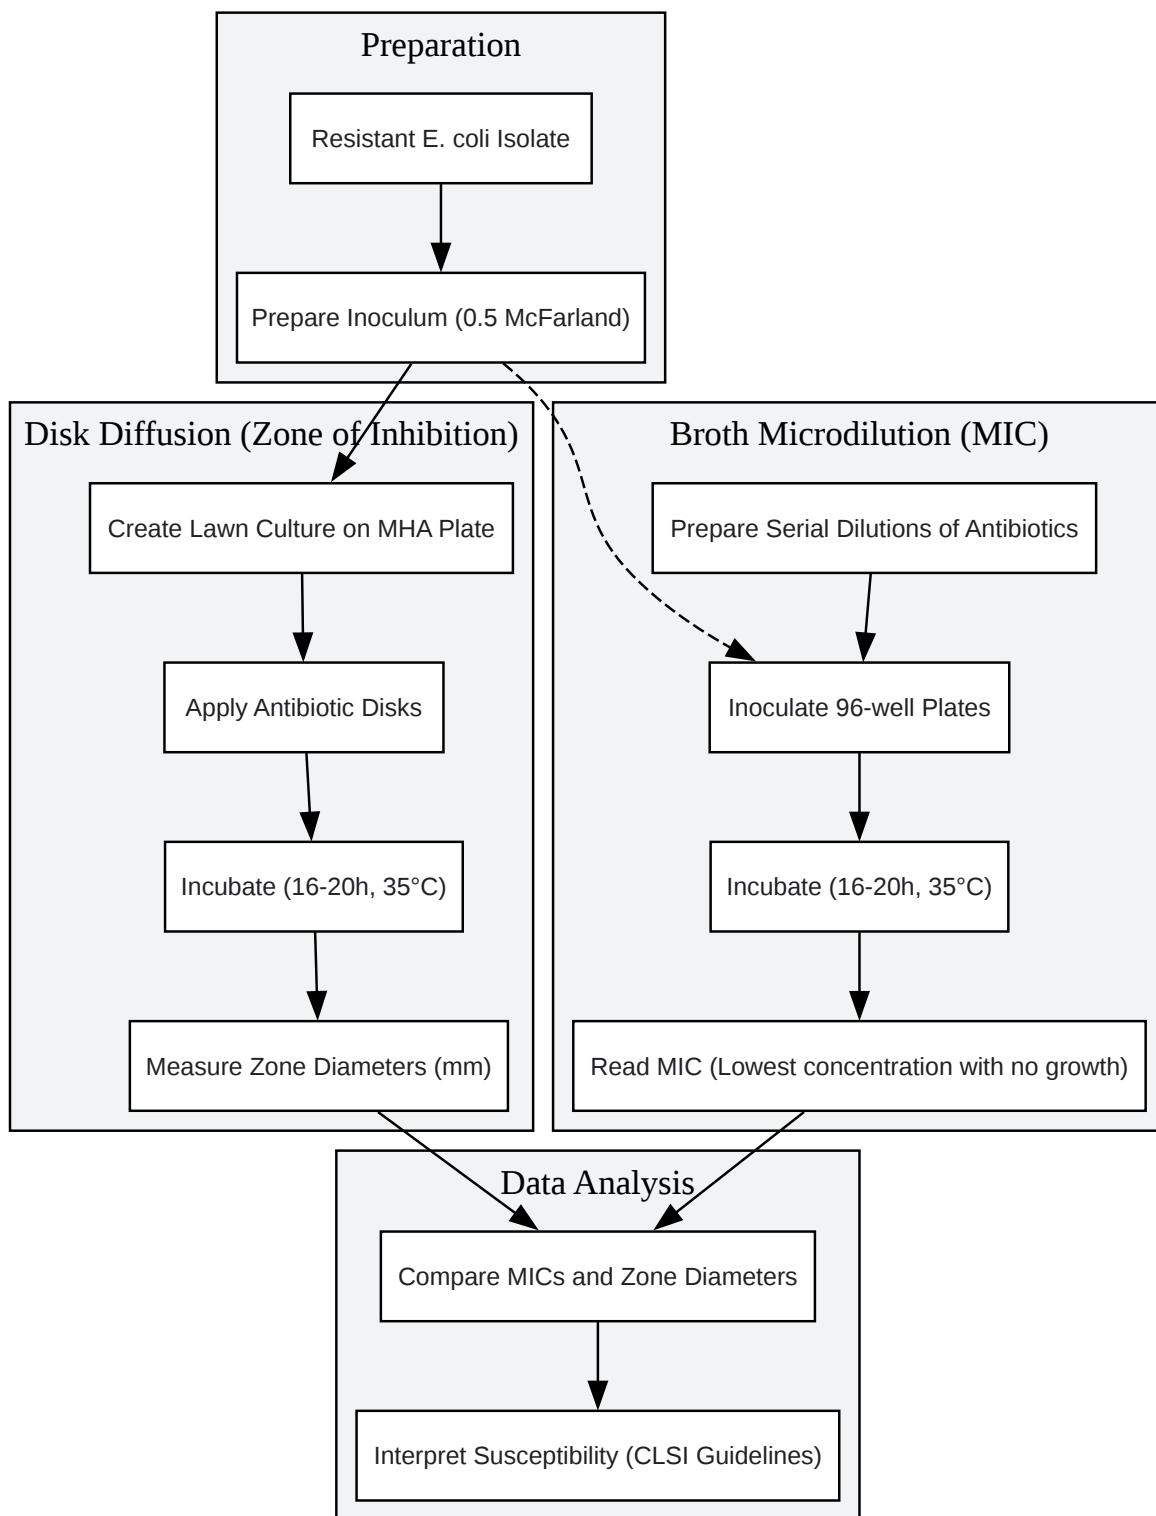 Preparation
Resistant E. coli Isolate
Prepare Inoculum (0.5 McFarland)
Disk Diffusion (Zone of Inhibition)
Create Lawn Culture on MHA Plate
Apply Antibiotic Disks
Incubate (16-20h, 35°C)
Measure Zone Diameters (mm)
Broth Microdilution (MIC)
Prepare Serial Dilutions of Antibiotics
Inoculate 96-well Plates
Incubate (16-20h, 35°C)
Read MIC (Lowest concentration with no growth)
Data Analysis
Compare MICs and Zone Diameters
Interpret Susceptibility (CLSI Guidelines)